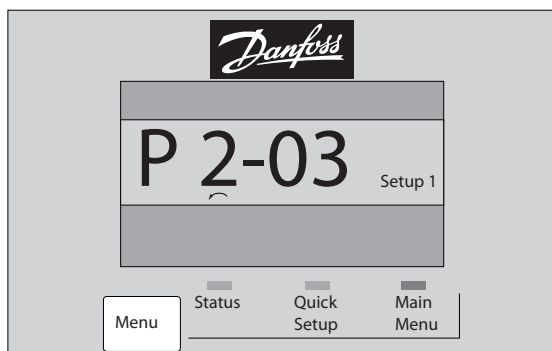 Danfoss
P 2-03 Setup 1
Menu
Status
Quick
Setup
Main
Menu